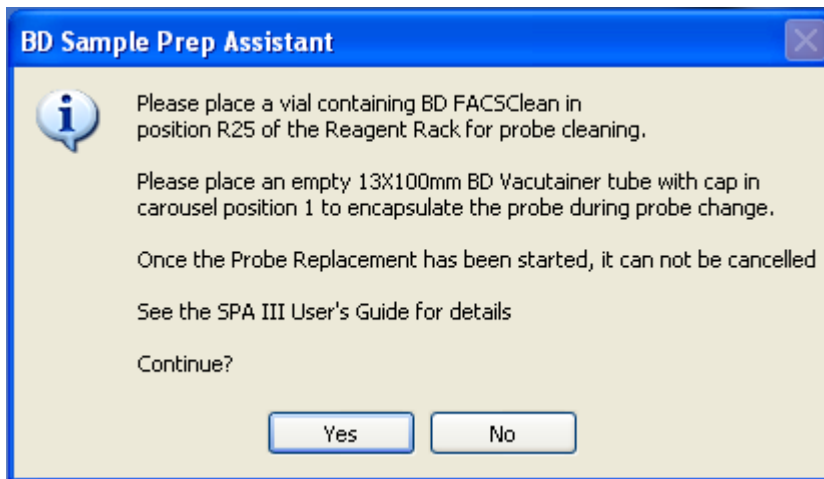 BD Sample Prep Assistant
Please place a vial containing BD FACSClean in
position R25 of the Reagent Rack for probe cleaning.
Please place an empty 13X100mm BD Vacutainer tube with cap in
carousel position 1 to encapsulate the probe during probe change.
Once the Probe Replacement has been started, it can not be cancelled
See the SPA III User's Guide for details
Continue?
Yes
No